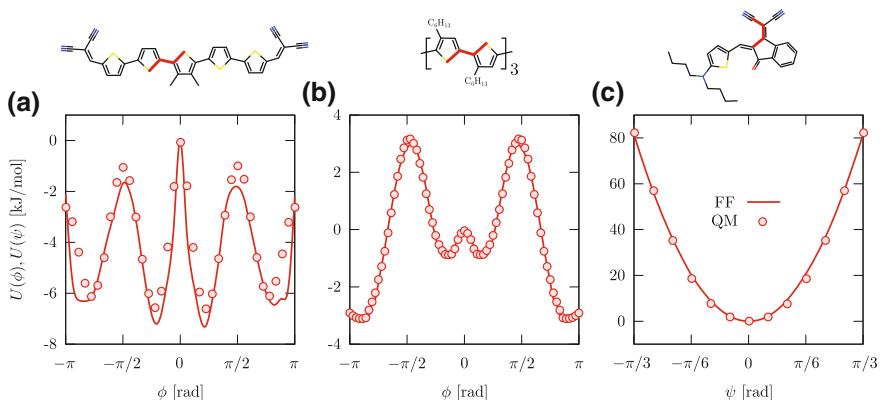 C₆H₁₃
[ ]₃
C₆H₁₃
(a) (b) (c)
U(ϕ), U(ψ) [kJ/mol]
0
-2
-4
-6
-8
−π −π/2 0 π/2 π
ϕ [rad]
4
2
0
-2
-4
−π −π/2 0 π/2 π
ϕ [rad]
80
60
40
20
0
FF
QM
−π/3 −π/6 0 π/6 π/3
ψ [rad]